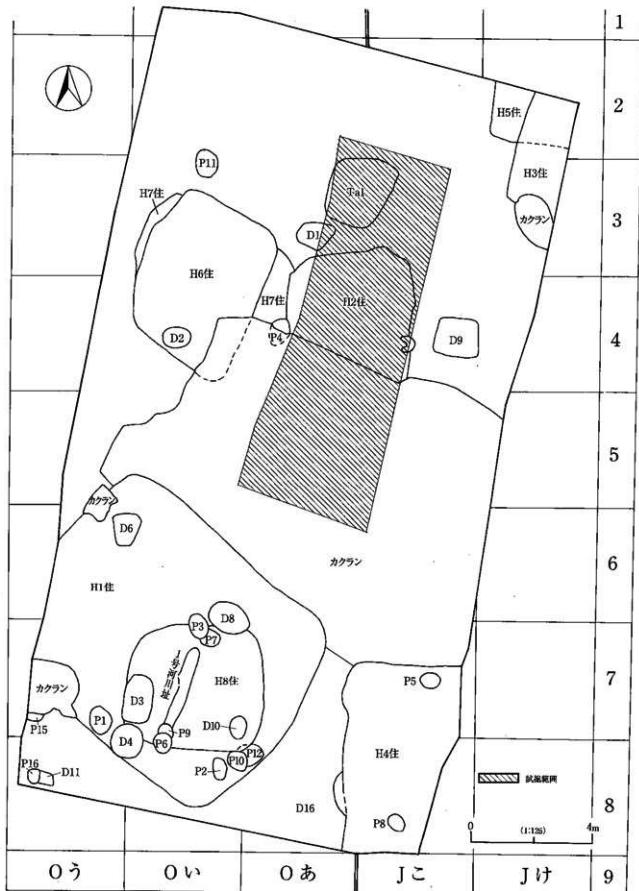 1
2
3
4
5
6
7
8
9
Oう
Oい
Oあ
Jこ
Jけ
H5住
H3住
カクラン
P11
H7住
Ta1
D1
H6住
H7住
H2住
D2
P4
D9
カクラン
D6
カクラン
H1住
P3
D8
P7
1号河川址
H8住
カクラン
D3
P5
P15
P1
D10
P9
D4
P6
P12
P10
H4住
P16
D11
P2
D16
P8
試掘範囲
0
(1:125)
4m